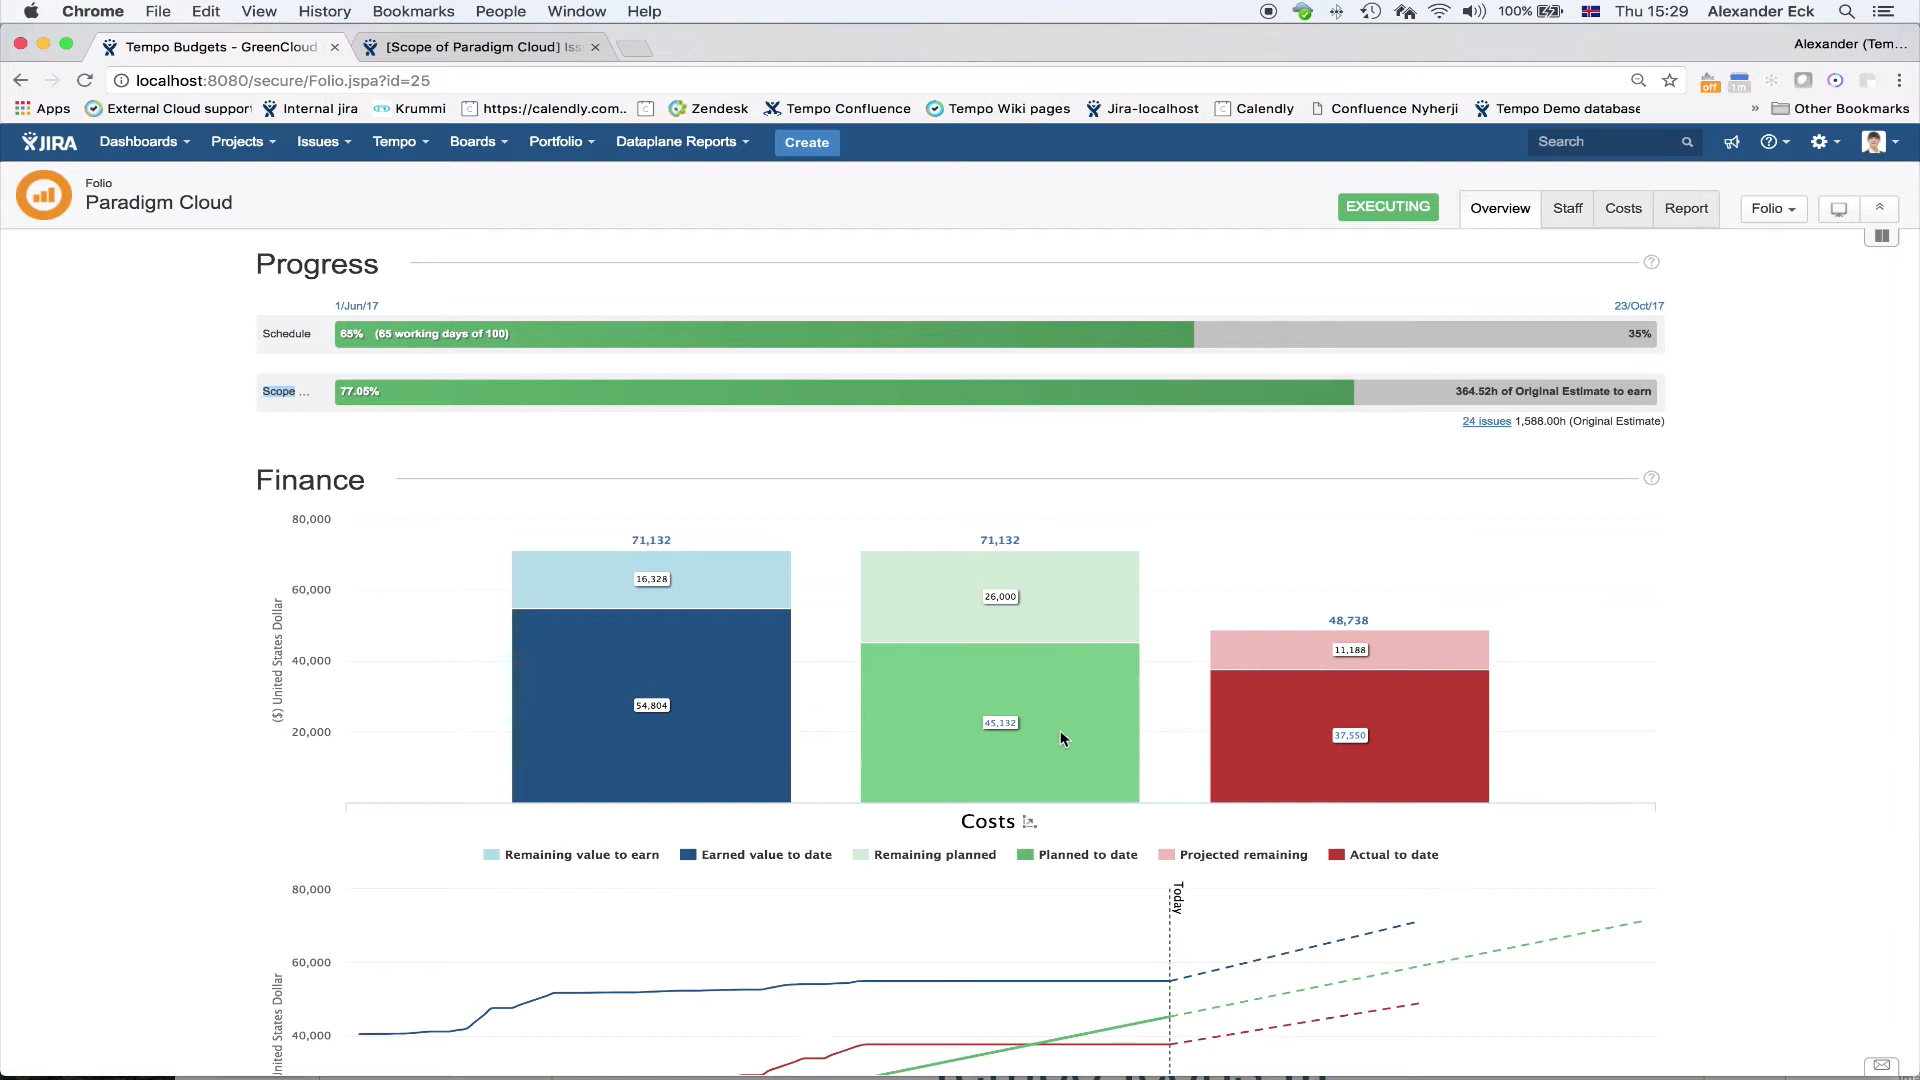 Chrome File Edit View History Bookmarks People Window Help 100% Thu 15:29 Alexander Eck
Tempo Budgets - GreenCloud [Scope of Paradigm Cloud] Iss Alexander (Tem...
localhost:8080/secure/Folio.jspa?id=25 off 1m
Apps External Cloud support Internal jira Krummi https://calendly.com.. Zendesk Tempo Confluence Tempo Wiki pages Jira-localhost Calendly Confluence Nyherji Tempo Demo database » Other Bookmarks
JIRA Dashboards Projects Issues Tempo Boards Portfolio Dataplane Reports Create Search
Folio
Paradigm Cloud
EXECUTING Overview Staff Costs Report Folio
Progress
1/Jun/17 23/Oct/17
Schedule 65% (65 working days of 100) 35%
Scope ... 77.05% 364.52h of Original Estimate to earn
24 issues 1,588.00h (Original Estimate)
Finance
80,000
71,132 71,132
16,328
60,000 26,000
48,738
40,000 11,188
54,804
45,132
20,000 37,550
($) United States Dollar
Costs
Remaining value to earn Earned value to date Remaining planned Planned to date Projected remaining Actual to date
80,000
Today
60,000
40,000
United States Dollar